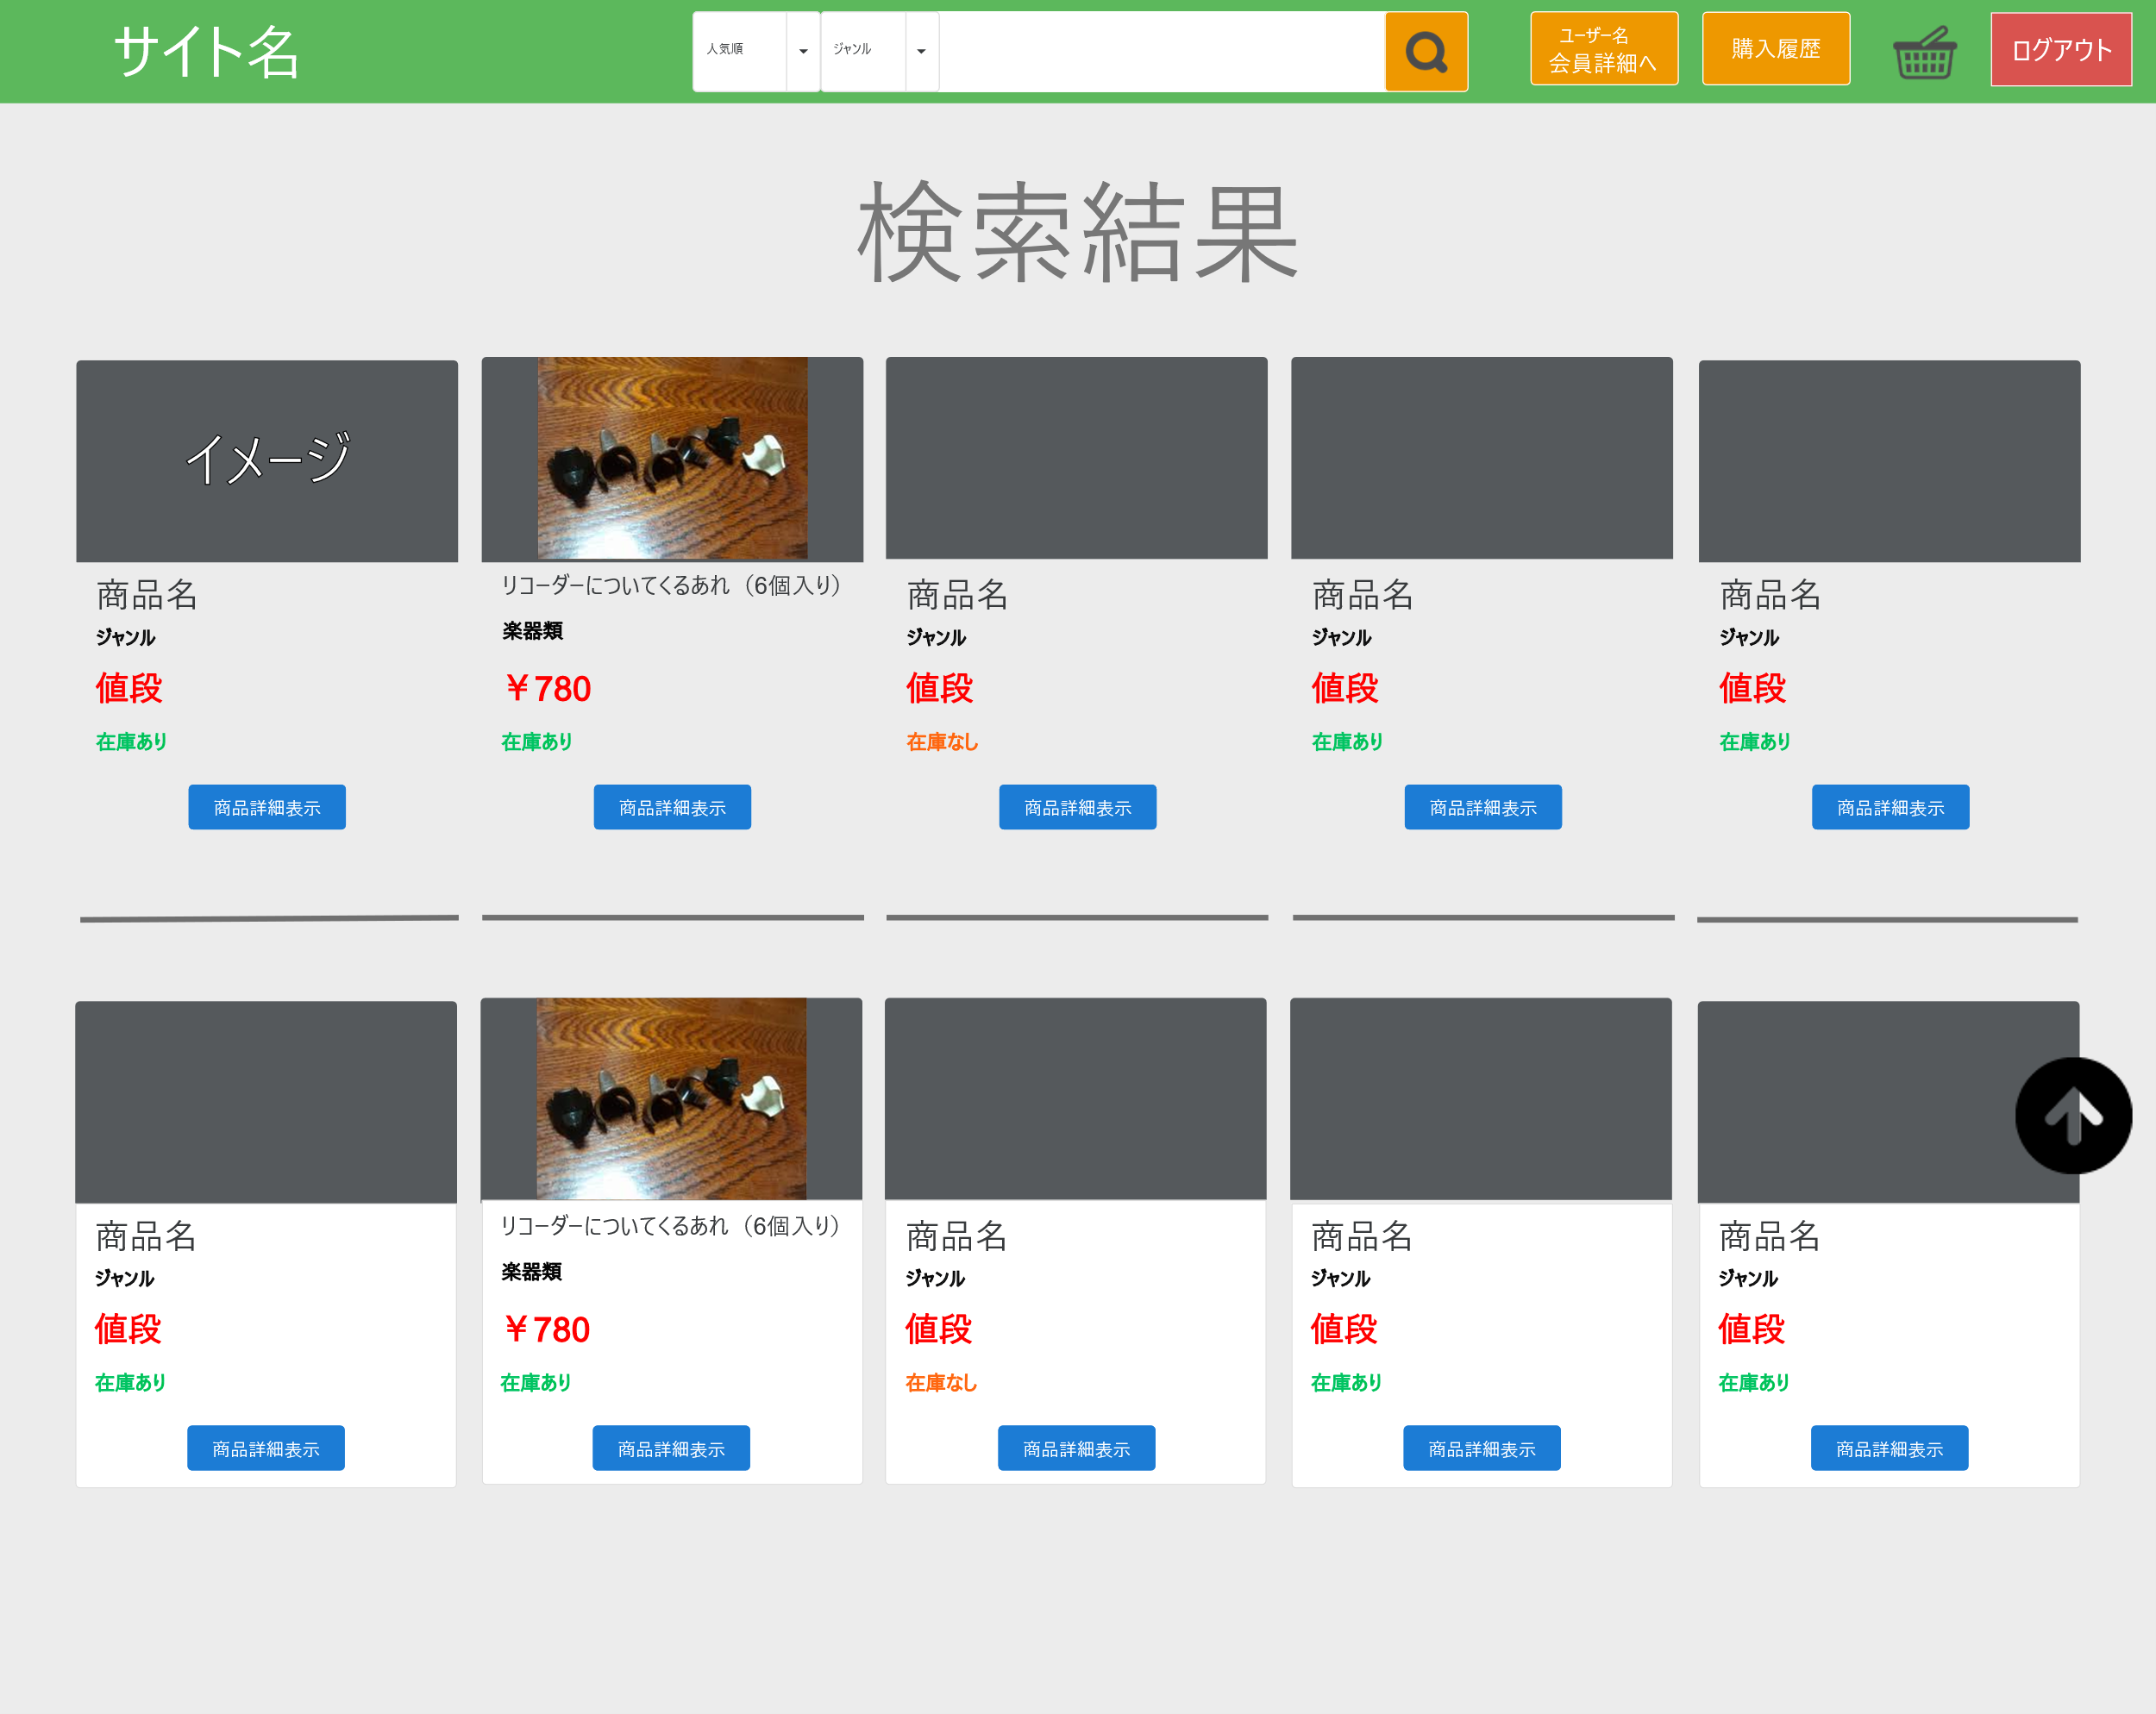 サイト名
人気順
ジャンル
ユーザー名
会員詳細へ
購入履歴
ログアウト
検索結果
イメージ
商品名
ジャンル
値段
在庫あり
商品詳細表示
リコーダーについてくるあれ（6個入り）
楽器類
￥780
在庫あり
商品詳細表示
商品名
ジャンル
値段
在庫なし
商品詳細表示
商品名
ジャンル
値段
在庫あり
商品詳細表示
商品名
ジャンル
値段
在庫あり
商品詳細表示
商品名
ジャンル
値段
在庫あり
商品詳細表示
リコーダーについてくるあれ（6個入り）
楽器類
￥780
在庫あり
商品詳細表示
商品名
ジャンル
値段
在庫なし
商品詳細表示
商品名
ジャンル
値段
在庫あり
商品詳細表示
商品名
ジャンル
値段
在庫あり
商品詳細表示